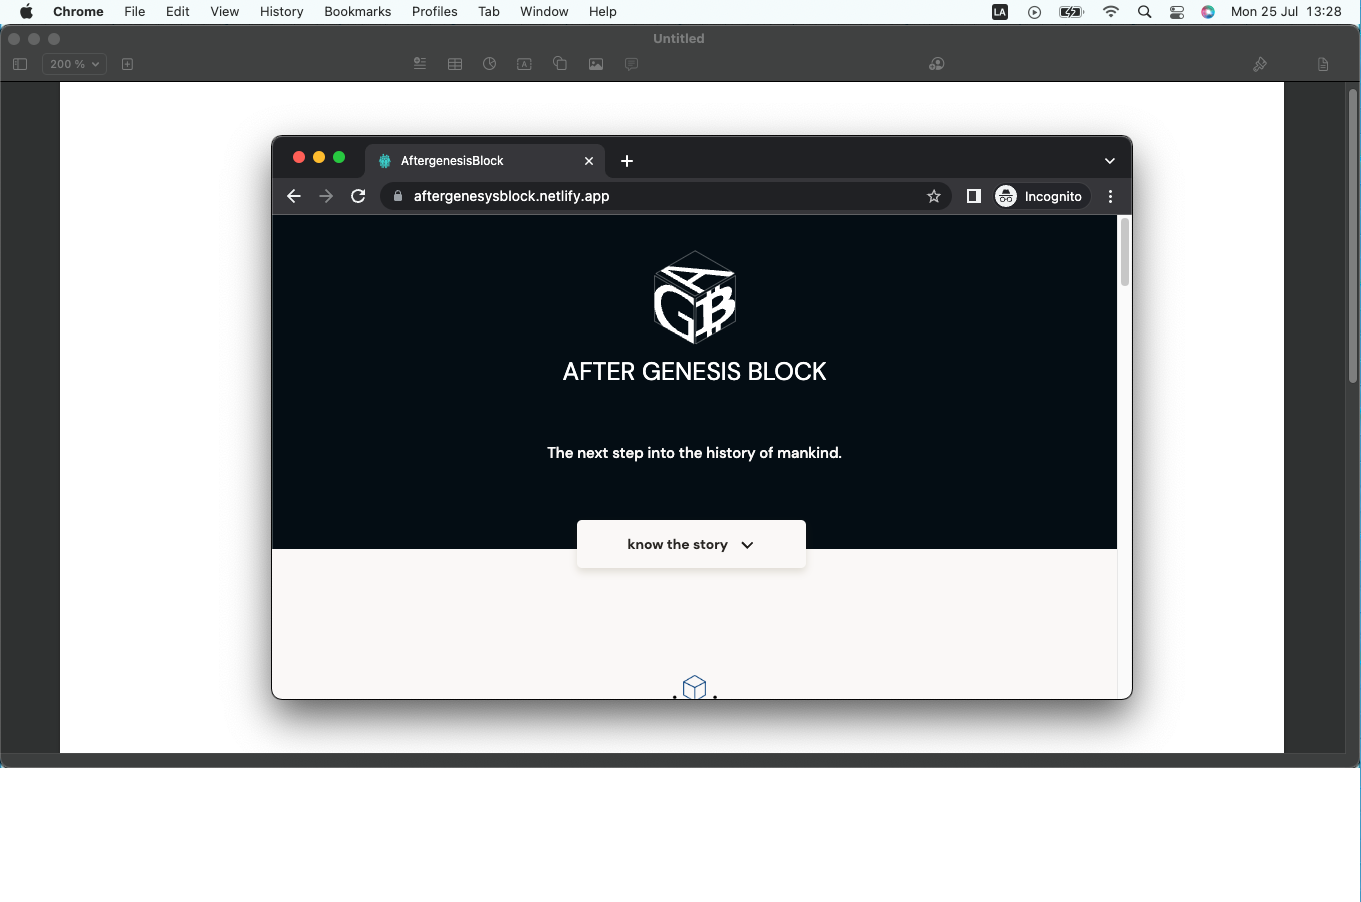 Chrome File Edit View History Bookmarks Profiles Tab Window Help LA Mon 25 Jul 13:28
Untitled
200 %
AftergenesisBlock
aftergenesysblock.netlify.app Incognito
AGB
AFTER GENESIS BLOCK
The next step into the history of mankind.
know the story